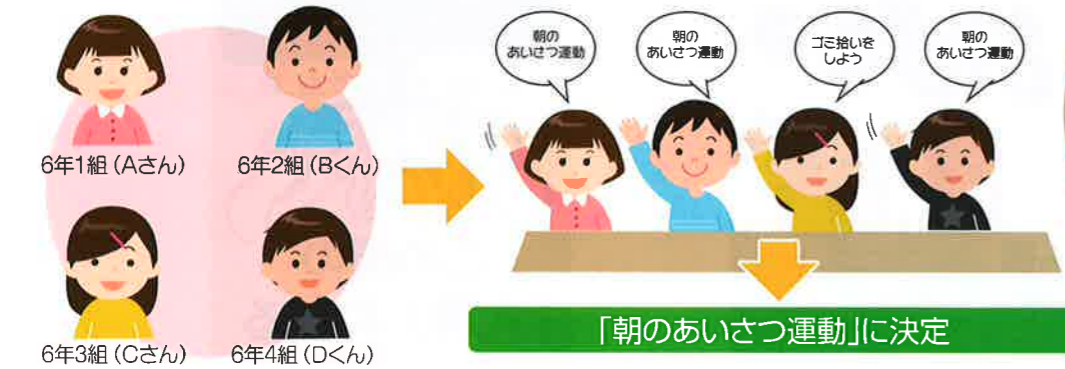 朝の
あいさつ運動
朝の
あいさつ運動
ゴミ拾いを
しよう
朝の
あいさつ運動
6年1組（Aさん）
6年2組（Bくん）
6年3組（Cさん）
6年4組（Dくん）
「朝のあいさつ運動」に決定